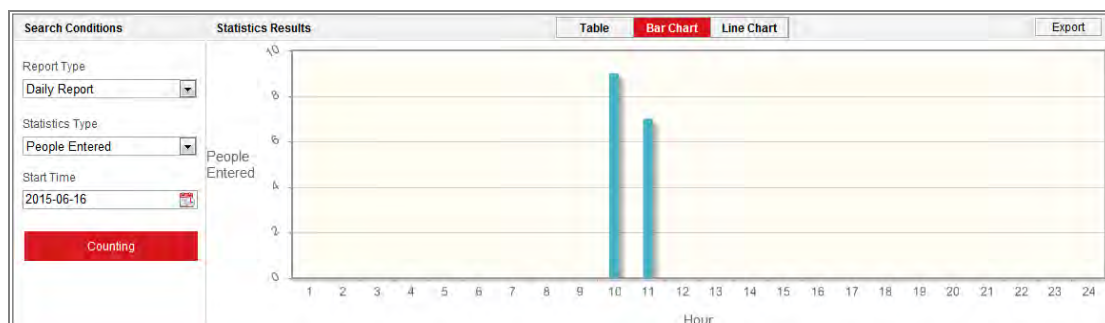 Search Conditions
Statistics Results
Table
Bar Chart
Line Chart
Export
Report Type
Daily Report
Statistics Type
People Entered
Start Time
2015-06-16
Counting
People
Entered
10
8
6
4
2
0
1 2 3 4 5 6 7 8 9 10 11 12 13 14 15 16 17 18 19 20 21 22 23 24
Hour